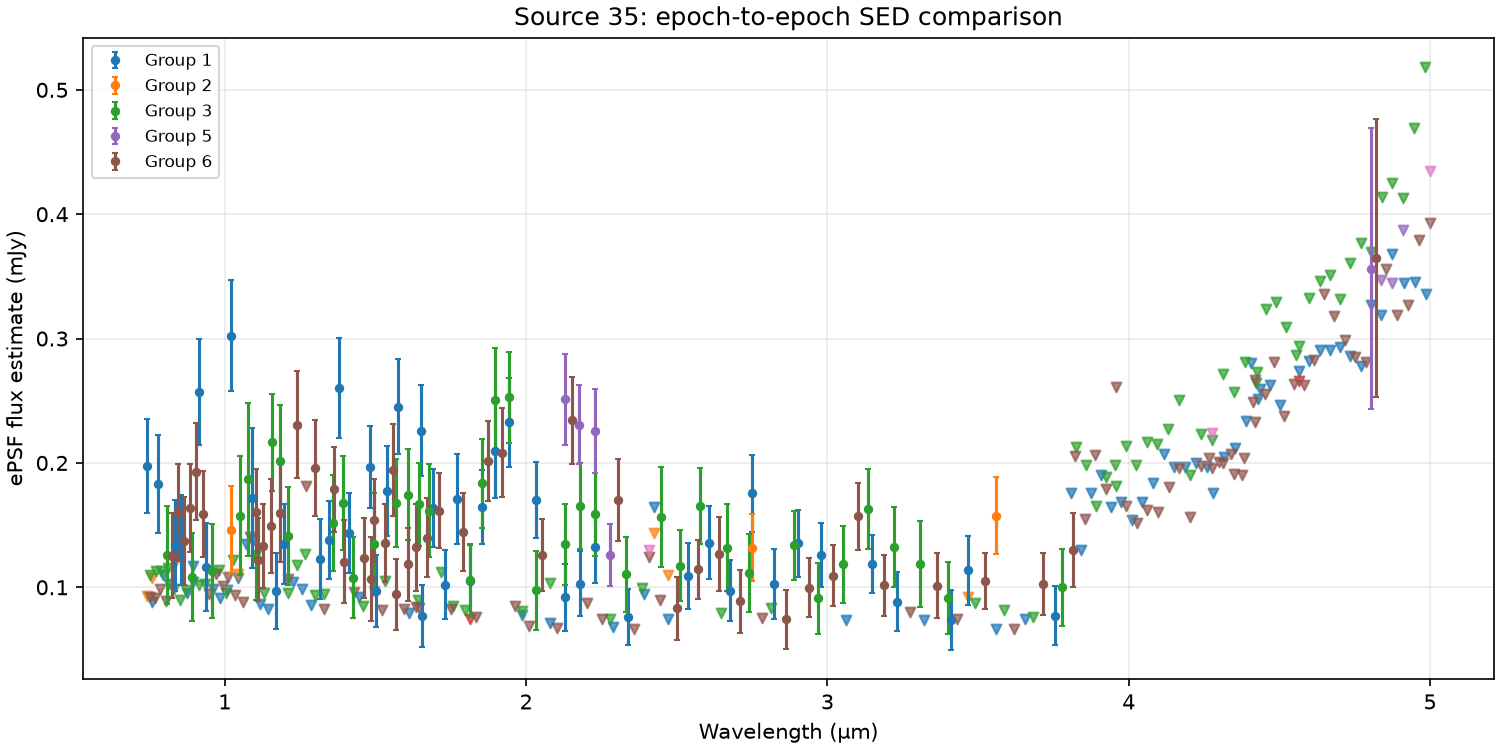 Source 35: epoch-to-epoch SED comparison
Group 1
Group 2
Group 3
Group 5
Group 6
ePSF flux estimate (mJy)
0.5
0.4
0.3
0.2
0.1
1 2 3 4 5
Wavelength (μm)